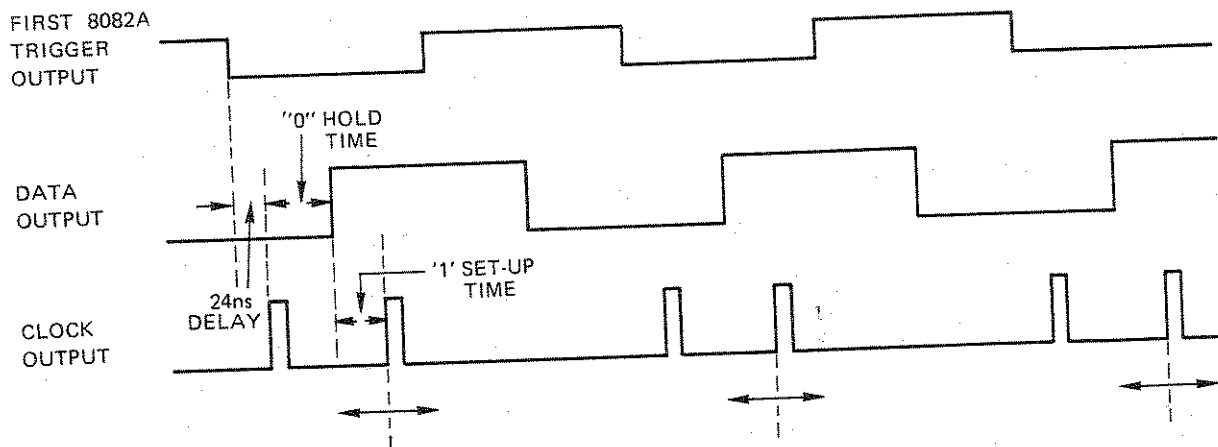 FIRST 8082A
TRIGGER
OUTPUT
"0" HOLD
TIME
DATA
OUTPUT
'1' SET-UP
TIME
24ns
DELAY
CLOCK
OUTPUT